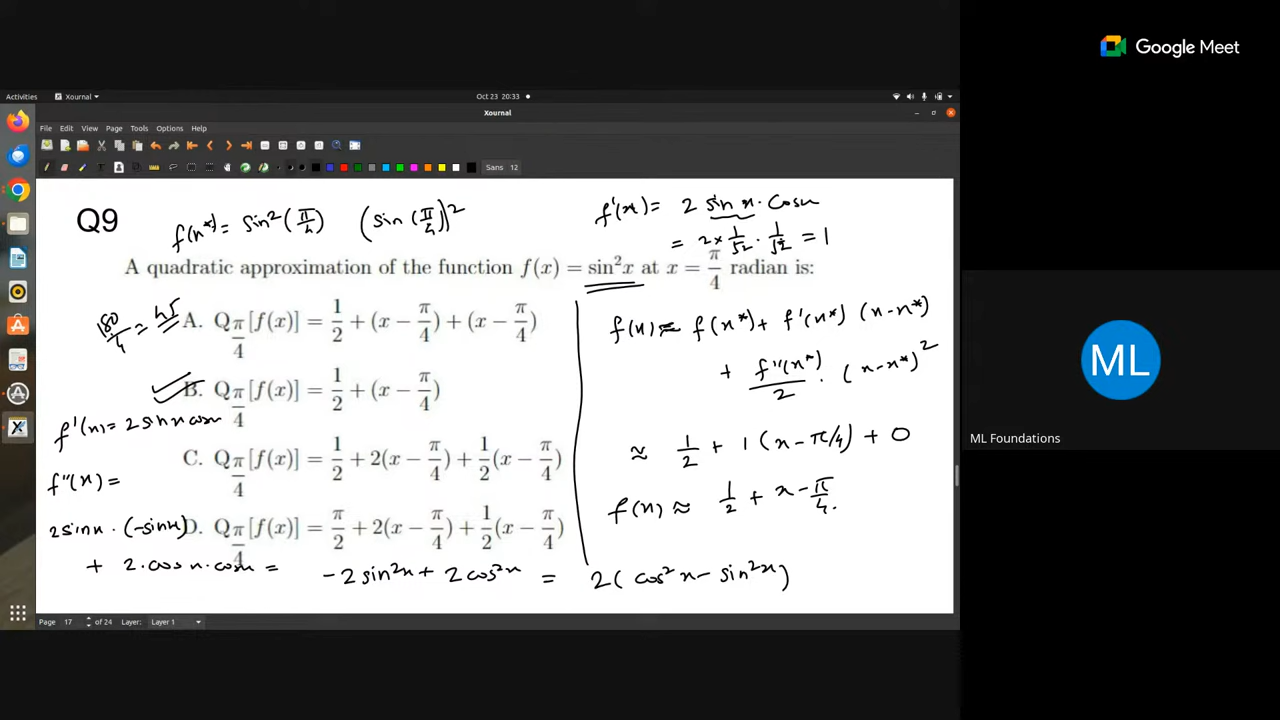 Google Meet
Activities Xournal Oct 23 20:33
Xournal
File Edit View Page Tools Options Help
Sans 12
Q9
f(x*) = sin²(π/4) (sin(π/4))²
f'(x) = 2 sin x · cos x
= 2 × 1/√2 · 1/√2 = 1
A quadratic approximation of the function f(x) = sin²x at x = π/4 radian is:
180/4 = 45
A. Qπ/4[f(x)] = 1/2 + (x − π/4) + (x − π/4)
B. Qπ/4[f(x)] = 1/2 + (x − π/4)
f'(x) = 2 sin x cos x
C. Qπ/4[f(x)] = 1/2 + 2(x − π/4) + 1/2(x − π/4)
f''(x) =
D. Qπ/4[f(x)] = π/2 + 2(x − π/4) + 1/2(x − π/4)
2 sin x · (−sin x)
+ 2 · cos x · cos x = −2 sin²x + 2 cos²x = 2(cos²x − sin²x)
f(x) ≈ f(x*) + f'(x*) (x − x*)
+ f''(x*)/2 · (x − x*)²
≈ 1/2 + 1(x − π/4) + 0
f(x) ≈ 1/2 + x − π/4.
ML
ML Foundations
Page 17 of 24 Layer: Layer 1